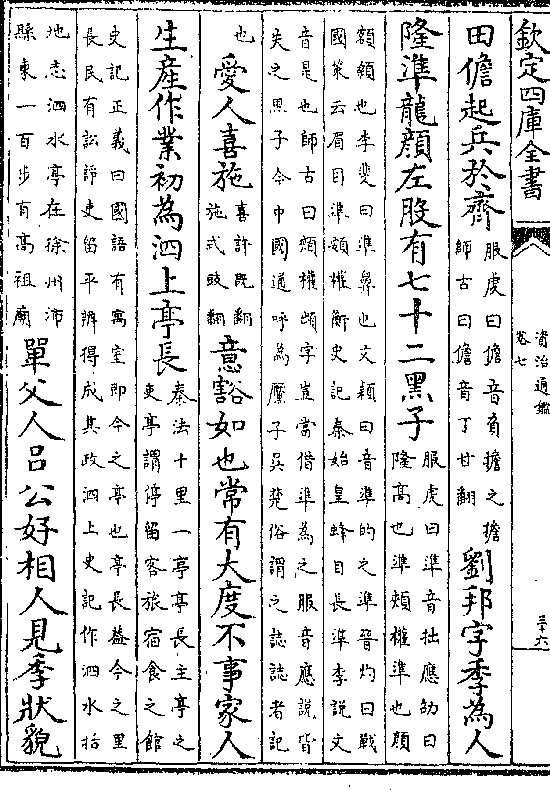 欽定四庫全書
資治通鑑
卷七
三十六
田儋起兵於齊服虔曰擔音負擔之擔師古曰儋音丁甘翻劉邦字季為人
隆準龍顏左股有七十二黑子服虔曰準音拙應劭曰隆高也準頰權準也顏
額顙也李斐曰準鼻也文穎曰音準的之準晉灼曰戰
國策云眉目準頞權衡史記秦始皇蜂目長準李說文
音是也師古曰頰權䪼字豈當借準為之服音應說皆
失之黑子今中國通呼為黶子吳楚俗謂之誌誌者記
也愛人喜施喜許既翻施式豉翻意豁如也常有大度不事家人
生產作業初為泗上亭長秦法十里一亭亭長主亭之吏亭謂停留客旅宿食之館
史記正義曰國語有寓室即今之亭也亭長葢今之里
長民有訟諍吏留平辨得成其政泗上史記作泗水括
地志泗水亭在徐州沛縣東一百步有高祖廟單父人呂公好相人見季狀貌